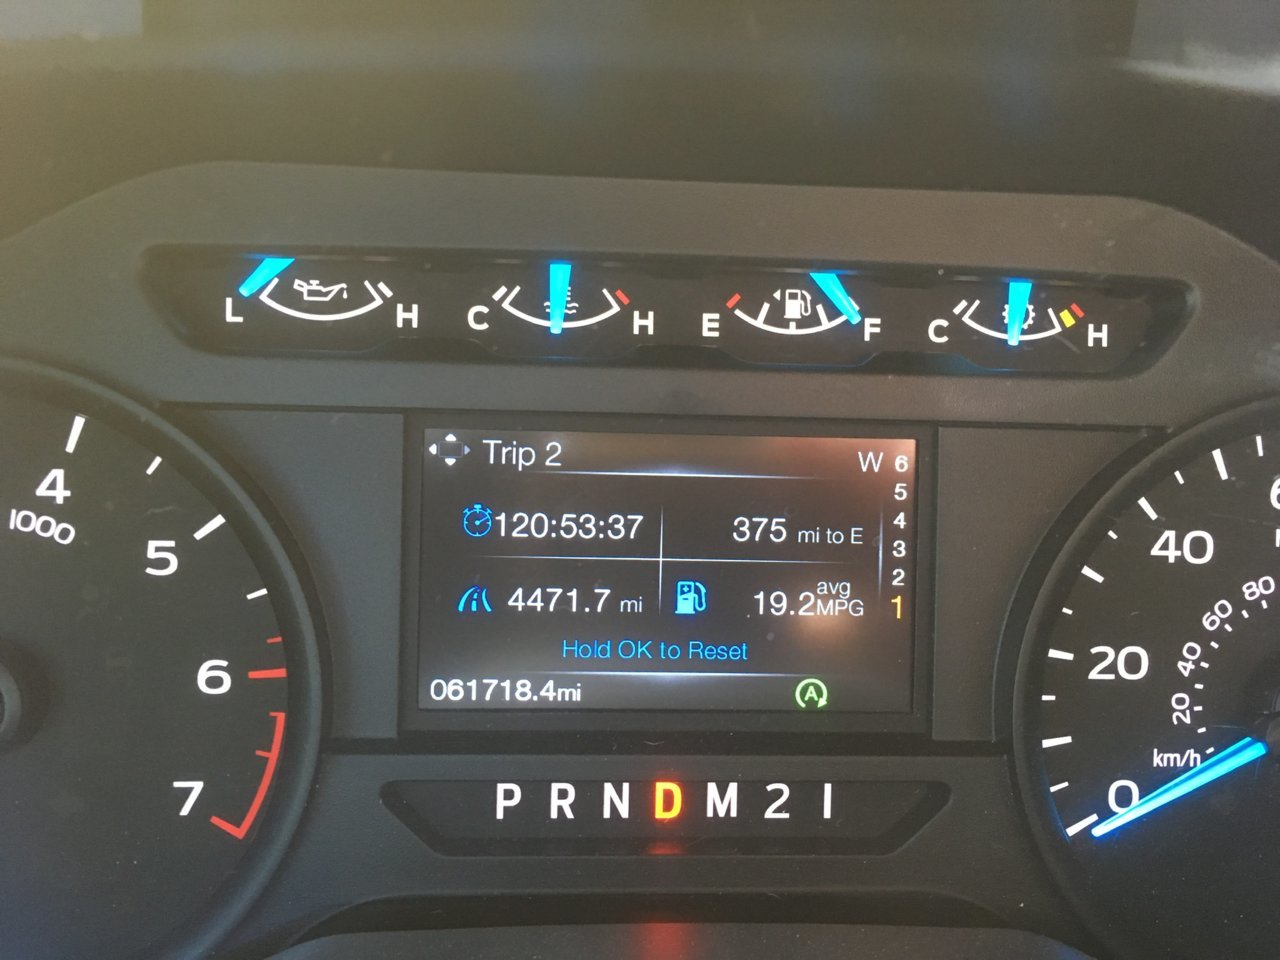 L H C H E F C H
Trip 2
W 6
5
4
3
2
1
120:53:37
375 mi to E
4471.7 mi
19.2 avg MPG
Hold OK to Reset
061718.4mi
A
4
1000
5
6
7
P R N D M 2 1
40
20
0
80
60
40
20
km/h